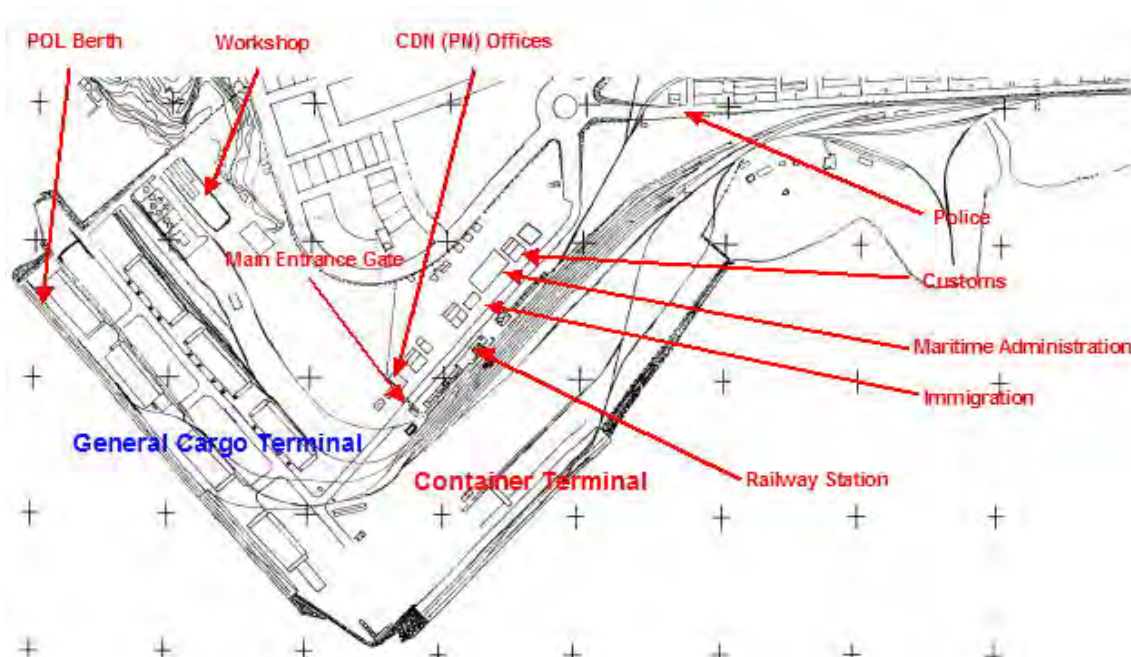 POL Berth
Workshop
CDN (PN) Offices
Police
Main Entrance Gate
Customs
Maritime Administration
Immigration
General Cargo Terminal
Container Terminal
Railway Station